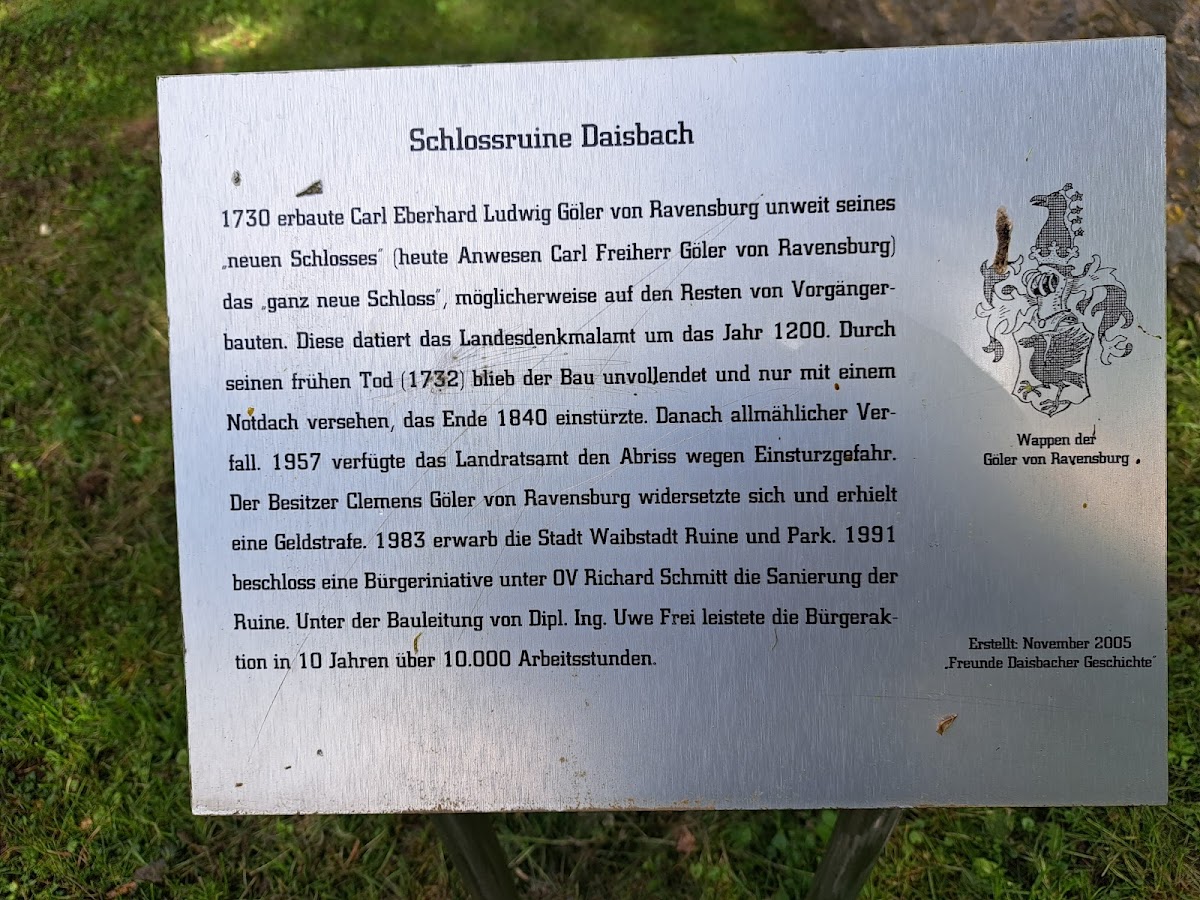 Schlossruine Daisbach
1730 erbaute Carl Eberhard Ludwig Göler von Ravensburg unweit seines
„neuen Schlosses" (heute Anwesen Carl Freiherr Göler von Ravensburg)
das „ganz neue Schloss", möglicherweise auf den Resten von Vorgänger-
bauten. Diese datiert das Landesdenkmalamt um das Jahr 1200. Durch
seinen frühen Tod (1732) blieb der Bau unvollendet und nur mit einem
Notdach versehen, das Ende 1840 einstürzte. Danach allmählicher Ver-
fall. 1957 verfügte das Landratsamt den Abriss wegen Einsturzgefahr.
Der Besitzer Clemens Göler von Ravensburg widersetzte sich und erhielt
eine Geldstrafe. 1983 erwarb die Stadt Waibstadt Ruine und Park. 1991
beschloss eine Bürgeriniative unter OV Richard Schmitt die Sanierung der
Ruine. Unter der Bauleitung von Dipl. Ing. Uwe Frei leistete die Bürgerak-
tion in 10 Jahren über 10.000 Arbeitsstunden.
Wappen der
Göler von Ravensburg
Erstellt: November 2005
„Freunde Daisbacher Geschichte"